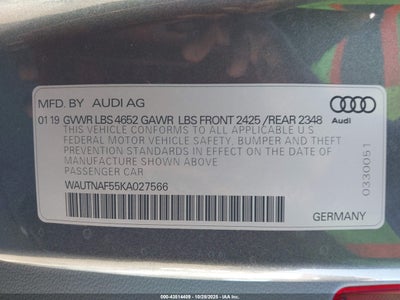 MFD. BY AUDI AG
01 19 GVWR LBS 4652 GAWR LBS FRONT 2425 /REAR 2348
THIS VEHICLE CONFORMS TO ALL APPLICABLE U S
FEDERAL MOTOR VEHICLE SAFETY, BUMPER, AND THEFT
PREVENTION STANDARDS IN EFFECT ON THE DATE OF
MANUFACTURE SHOWN ABOVE.
PASSENGER CAR
WAUTNAF55KA027566
Audi
0330051
GERMANY
000-43514409 - (10/29/2025) - (IAA, Inc.)